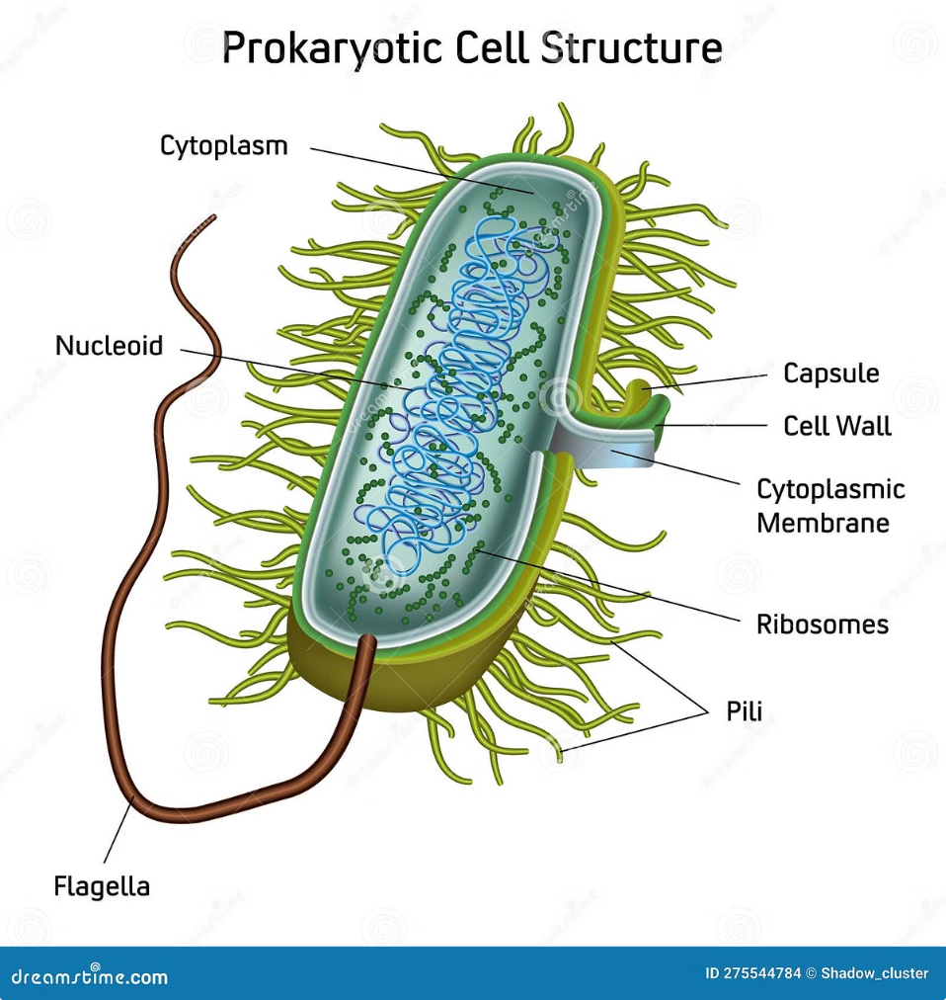 Prokaryotic Cell Structure
Cytoplasm
Nucleoid
Capsule
Cell Wall
Cytoplasmic
Membrane
Ribosomes
Pili
Flagella
dreamstime.com
ID 275544784 © Shadow_cluster